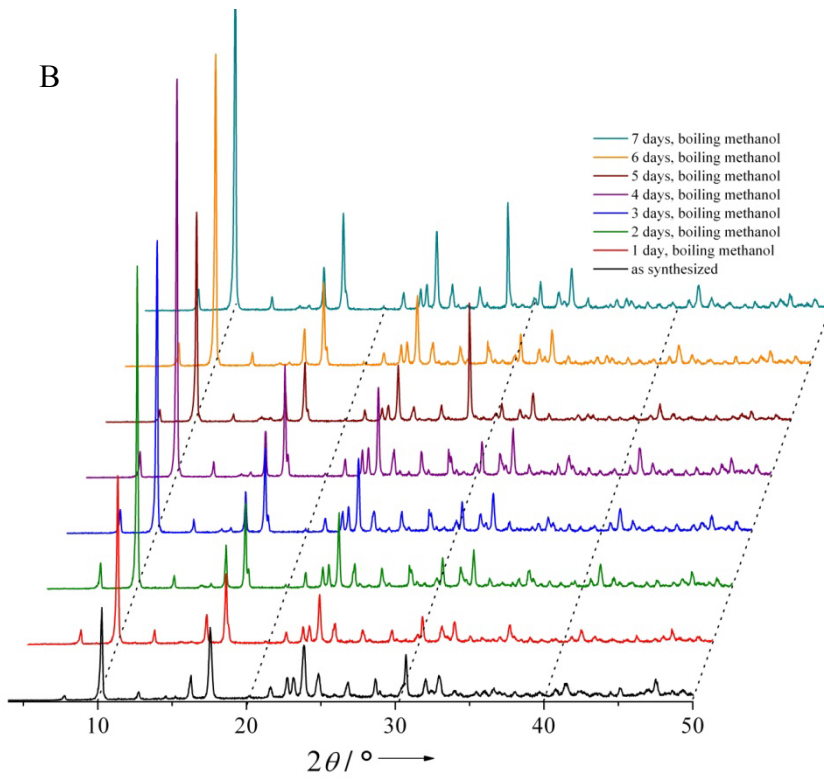 B
7 days, boiling methanol
6 days, boiling methanol
5 days, boiling methanol
4 days, boiling methanol
3 days, boiling methanol
2 days, boiling methanol
1 day, boiling methanol
as synthesized
10 20 30 40 50
2θ/°